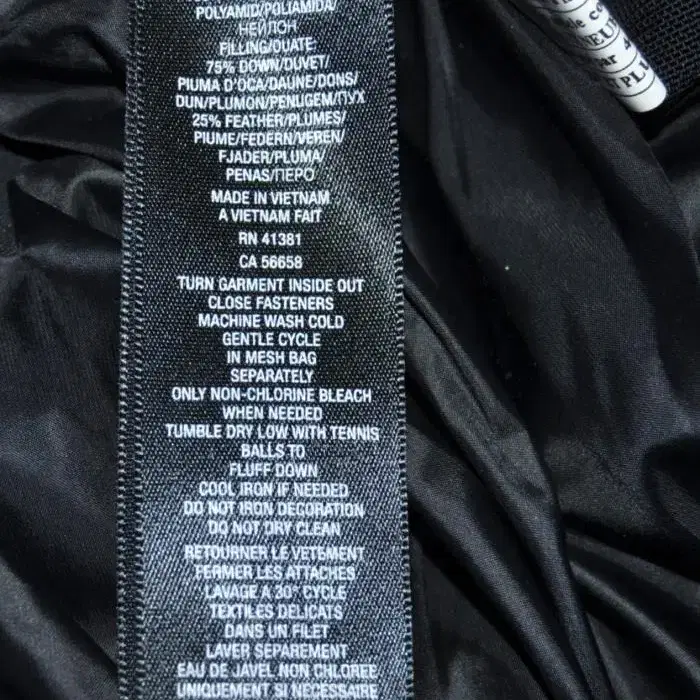 POLYAMID/POLIAMIDA/
НЕЙЛОН
FILLING/OUATE:
75% DOWN/DUVET/
PIUMA D'OCA/DAUNE/DONS/
DUN/PLUMON/PENUGEM/ПУХ
25% FEATHER/PLUMES/
PIUME/FEDERN/VEREN/
FJADER/PLUMA/
PENAS/ПЕРО
MADE IN VIETNAM
A VIETNAM FAIT
RN 41381
CA 56658
TURN GARMENT INSIDE OUT
CLOSE FASTENERS
MACHINE WASH COLD
GENTLE CYCLE
IN MESH BAG
SEPARATELY
ONLY NON-CHLORINE BLEACH
WHEN NEEDED
TUMBLE DRY LOW WITH TENNIS
BALLS TO
FLUFF DOWN
COOL IRON IF NEEDED
DO NOT IRON DECORATION
DO NOT DRY CLEAN
RETOURNER LE VETEMENT
FERMER LES ATTACHES
LAVAGE A 30° CYCLE
TEXTILES DELICATS
DANS UN FILET
LAVER SEPAREMENT
EAU DE JAVEL NON CHLOREE
UNIQUEMENT SI NECESSAIRE